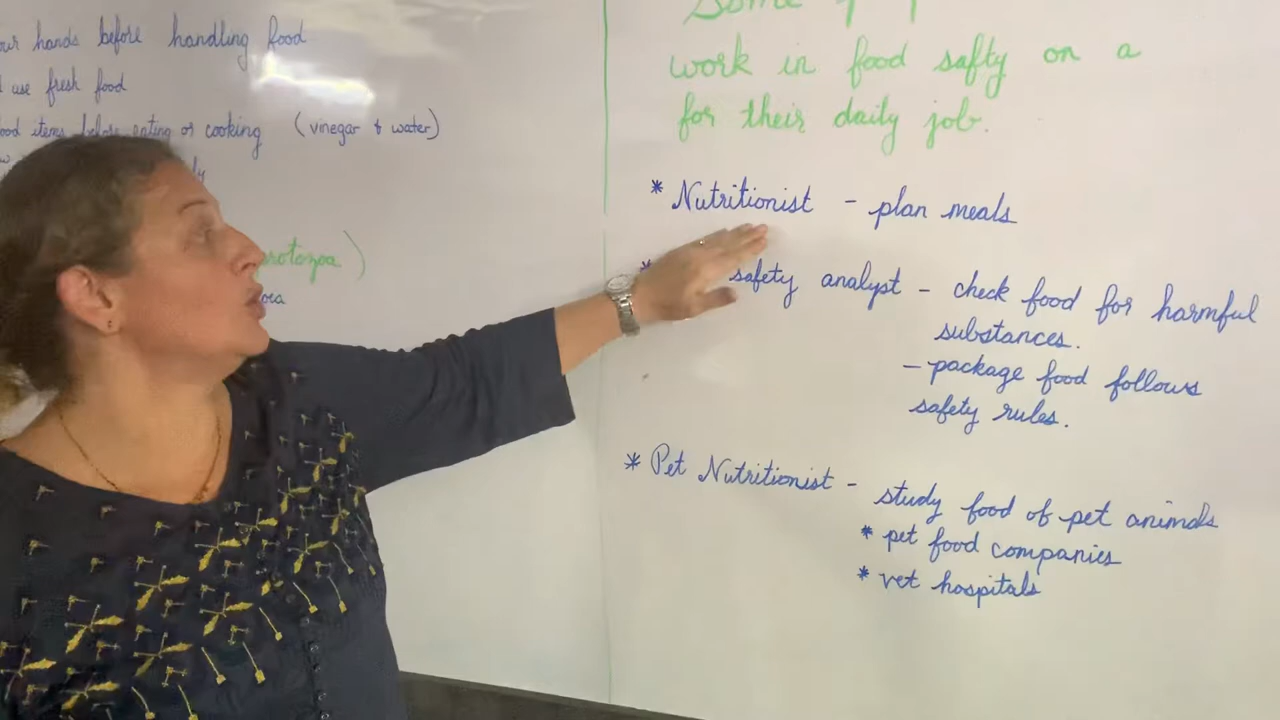 hands before handling food
use fresh food
items before eating or cooking (vinegar & water)
Some
work in food safty on a
for their daily job.
* Nutritionist - plan meals
* safety analyst - check food for harmful
substances.
- package food follows
safety rules.
* Pet Nutritionist - study food of pet animals
* pet food companies
* vet hospitals